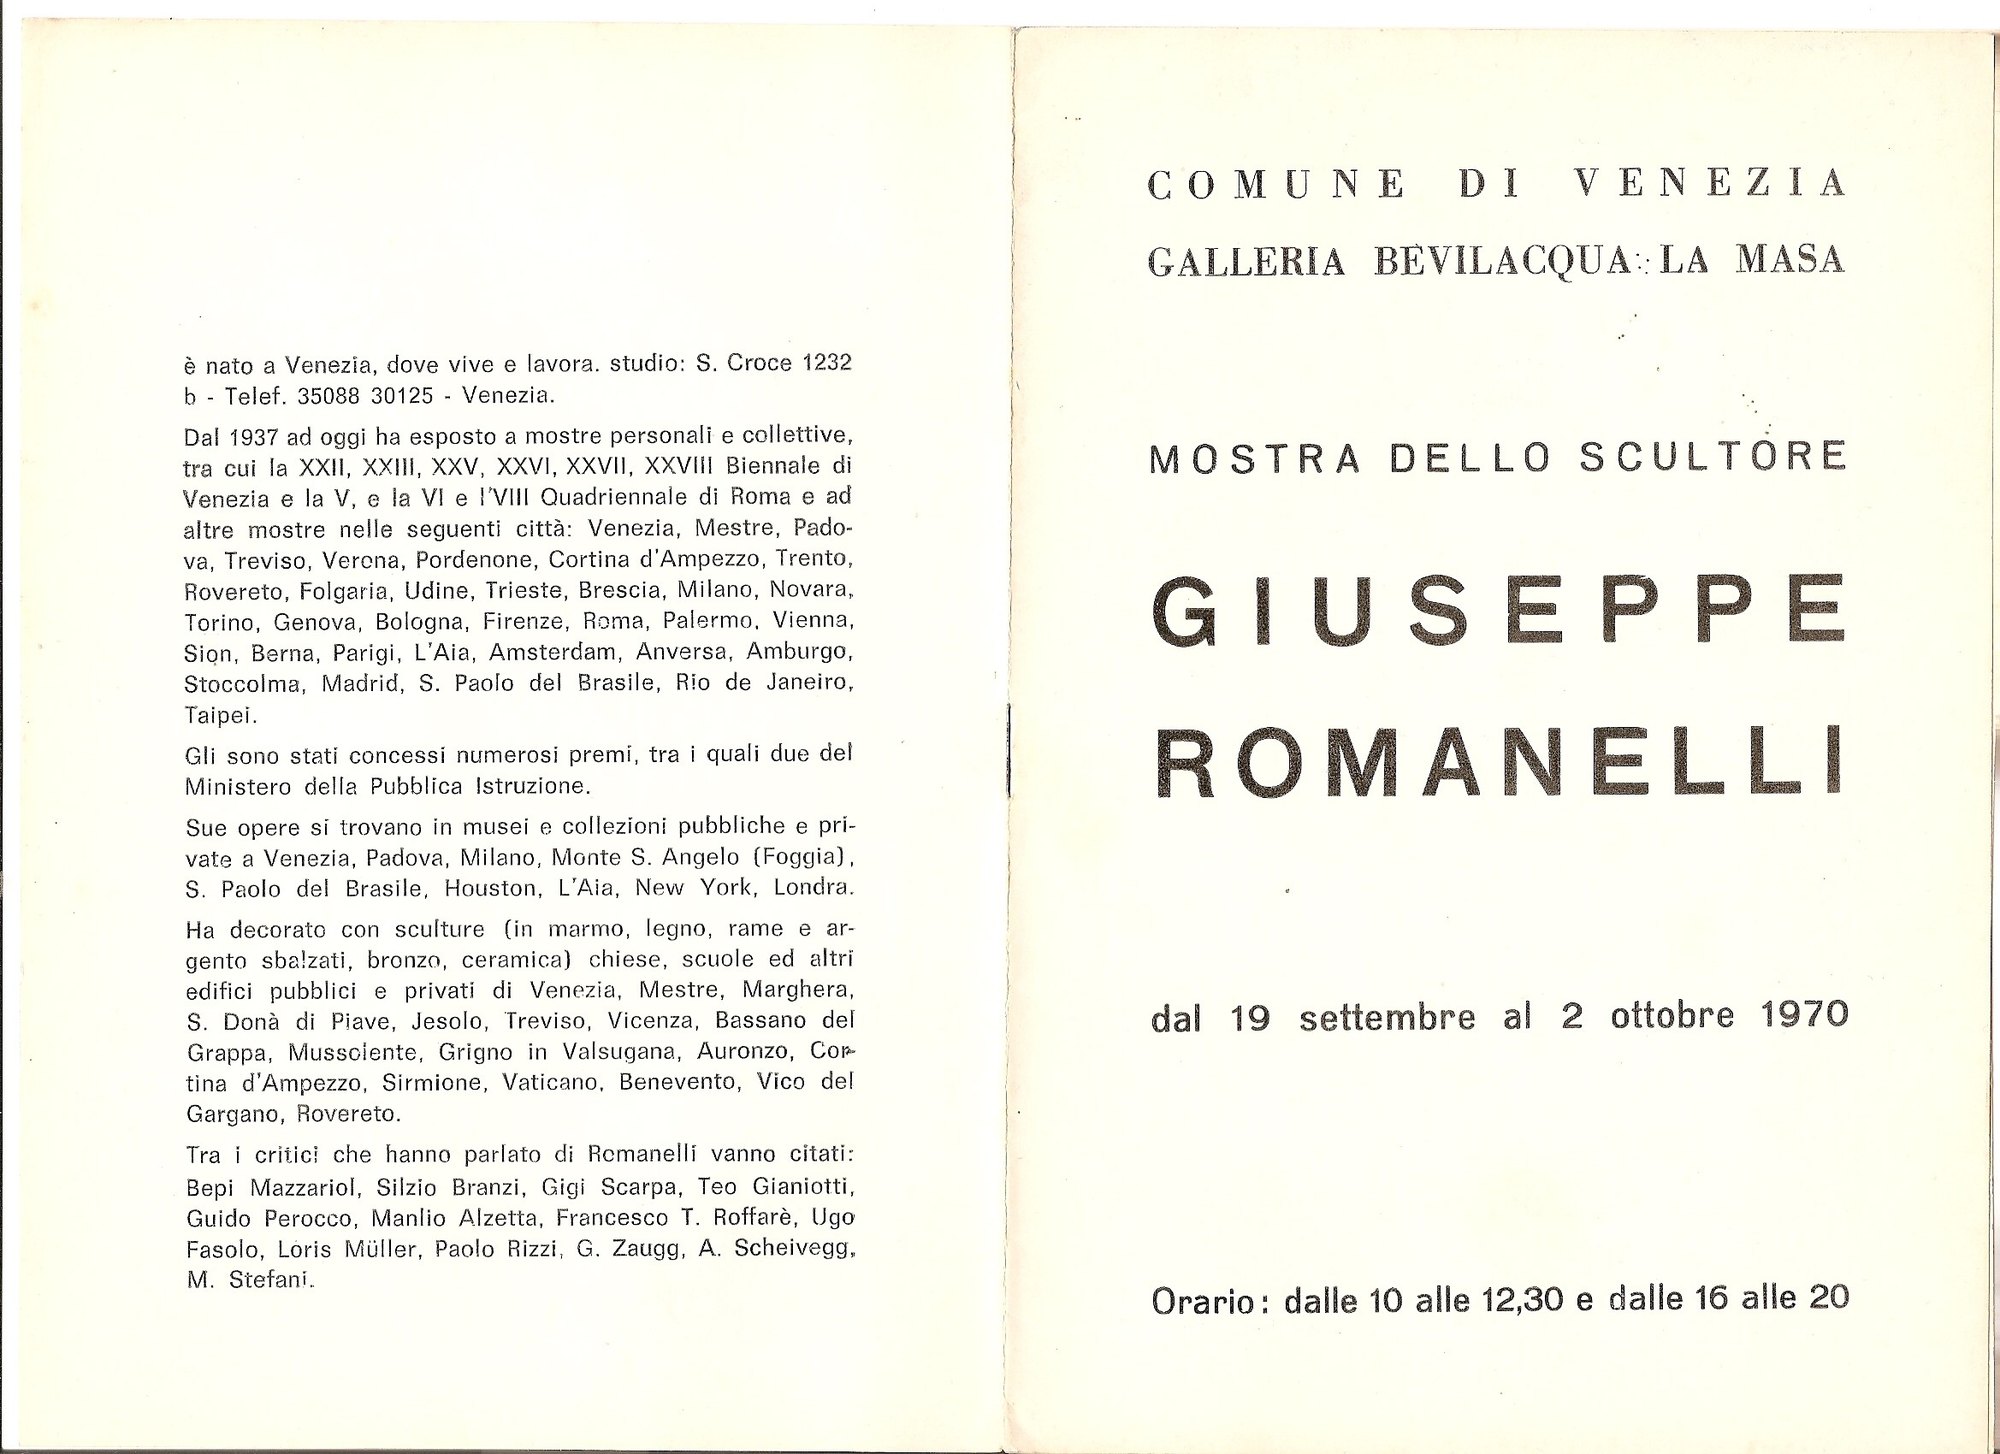 è nato a Venezia, dove vive e lavora. studio: S. Croce 1232
b - Telef. 35088 30125 - Venezia.
Dal 1937 ad oggi ha esposto a mostre personali e collettive,
tra cui la XXII, XXIII, XXV, XXVI, XXVII, XXVIII Biennale di
Venezia e la V, e la VI e l'VIII Quadriennale di Roma e ad
altre mostre nelle seguenti città: Venezia, Mestre, Pado-
va, Treviso, Verona, Pordenone, Cortina d'Ampezzo, Trento,
Rovereto, Folgaria, Udine, Trieste, Brescia, Milano, Novara,
Torino, Genova, Bologna, Firenze, Roma, Palermo, Vienna,
Sion, Berna, Parigi, L'Aia, Amsterdam, Anversa, Amburgo,
Stoccolma, Madrid, S. Paolo del Brasile, Rio de Janeiro,
Taipei.
Gli sono stati concessi numerosi premi, tra i quali due del
Ministero della Pubblica Istruzione.
Sue opere si trovano in musei e collezioni pubbliche e pri-
vate a Venezia, Padova, Milano, Monte S. Angelo (Foggia),
S. Paolo del Brasile, Houston, L'Aia, New York, Londra.
Ha decorato con sculture (in marmo, legno, rame e ar-
gento sbalzati, bronzo, ceramica) chiese, scuole ed altri
edifici pubblici e privati di Venezia, Mestre, Marghera,
S. Donà di Piave, Jesolo, Treviso, Vicenza, Bassano del
Grappa, Mussolente, Grigno in Valsugana, Auronzo, Cor-
tina d'Ampezzo, Sirmione, Vaticano, Benevento, Vico del
Gargano, Rovereto.
Tra i critici che hanno parlato di Romanelli vanno citati:
Bepi Mazzariol, Silzio Branzi, Gigi Scarpa, Teo Gianiotti,
Guido Perocco, Manlio Alzetta, Francesco T. Roffarè, Ugo
Fasolo, Loris Müller, Paolo Rizzi, G. Zaugg, A. Scheivegg,
M. Stefani.
COMUNE DI VENEZIA
GALLERIA BEVILACQUA LA MASA
MOSTRA DELLO SCULTORE
GIUSEPPE
ROMANELLI
dal 19 settembre al 2 ottobre 1970
Orario: dalle 10 alle 12,30 e dalle 16 alle 20